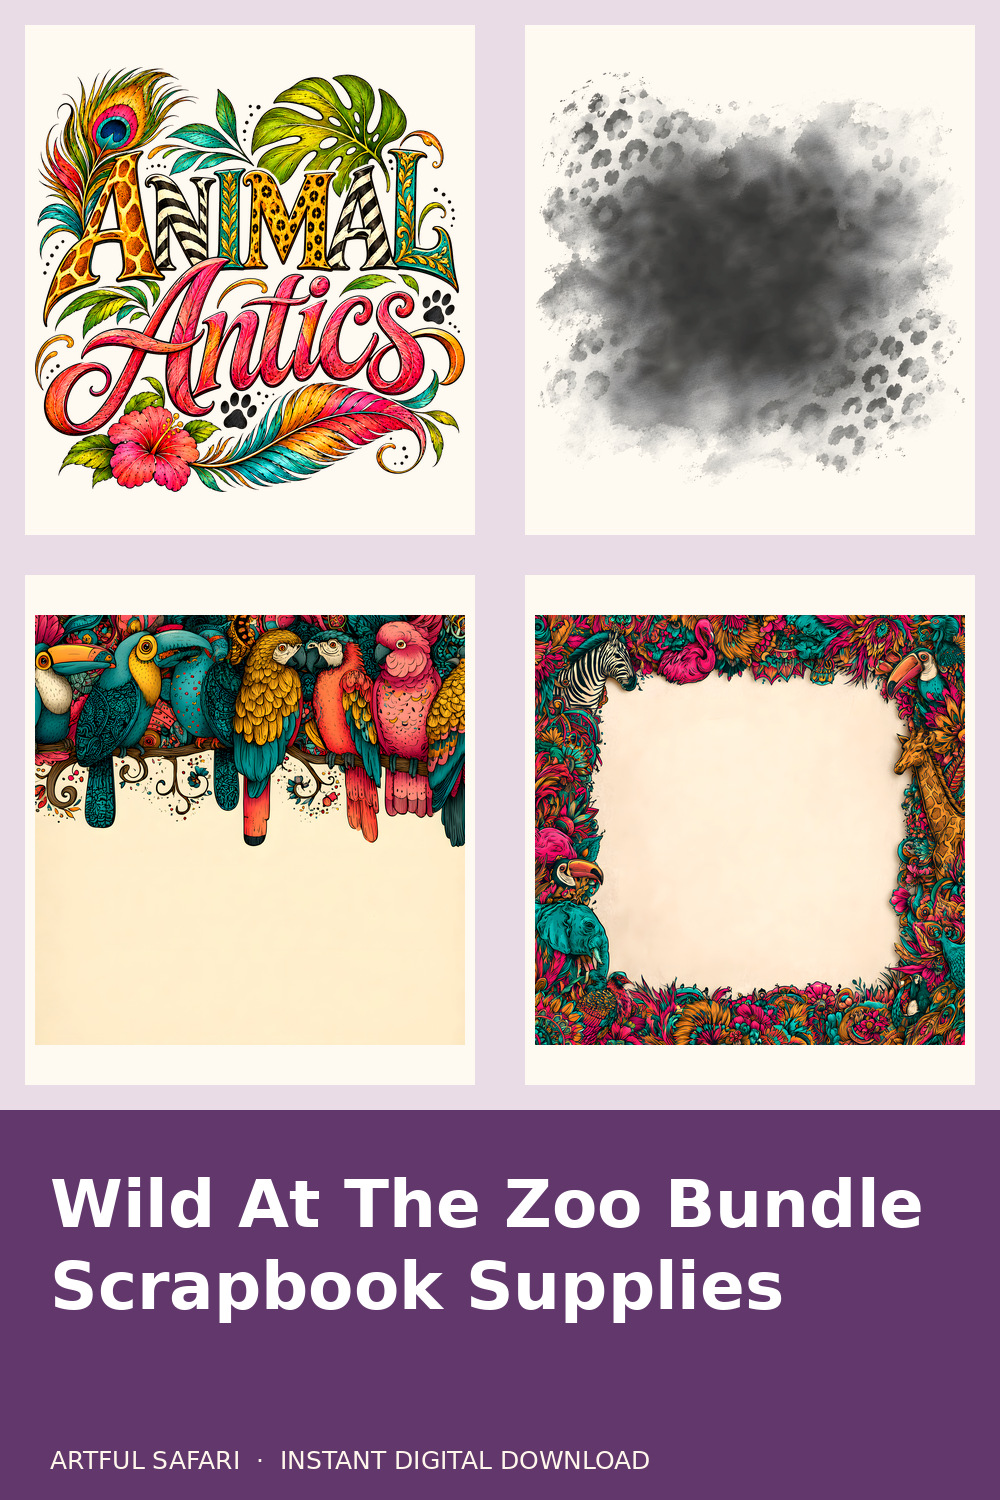 ANIMAL
Antics
Wild At The Zoo Bundle
Scrapbook Supplies
ARTFUL SAFARI · INSTANT DIGITAL DOWNLOAD